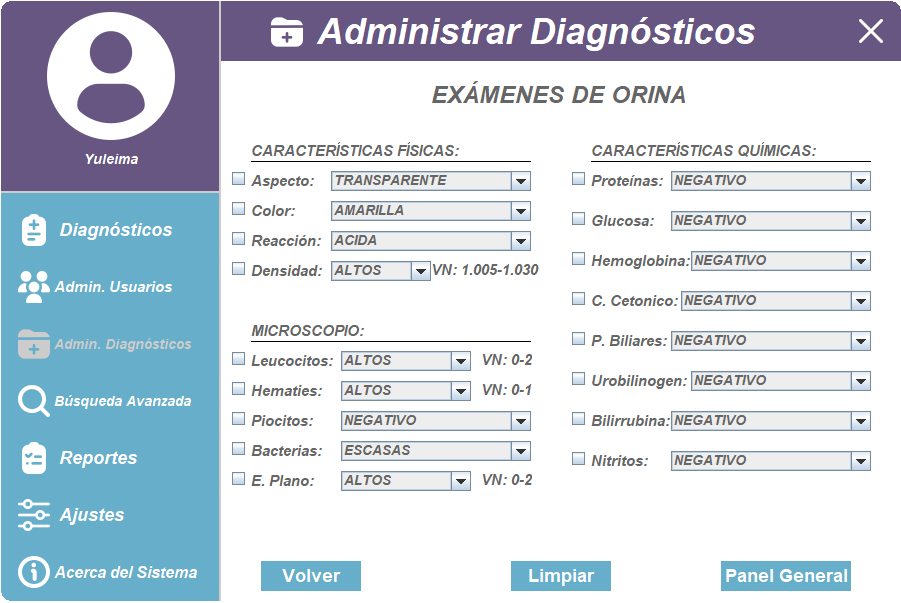 Administrar Diagnósticos
Yuleima
Diagnósticos
Admin. Usuarios
Admin. Diagnósticos
Búsqueda Avanzada
Reportes
Ajustes
Acerca del Sistema
EXÁMENES DE ORINA
CARACTERÍSTICAS FÍSICAS:
Aspecto: TRANSPARENTE
Color: AMARILLA
Reacción: ACIDA
Densidad: ALTOS VN: 1.005-1.030
MICROSCOPIO:
Leucocitos: ALTOS VN: 0-2
Hematies: ALTOS VN: 0-1
Piocitos: NEGATIVO
Bacterias: ESCASAS
E. Plano: ALTOS VN: 0-2
CARACTERÍSTICAS QUÍMICAS:
Proteínas: NEGATIVO
Glucosa: NEGATIVO
Hemoglobina: NEGATIVO
C. Cetonico: NEGATIVO
P. Biliares: NEGATIVO
Urobilinogen: NEGATIVO
Bilirrubina: NEGATIVO
Nitritos: NEGATIVO
Volver
Limpiar
Panel General